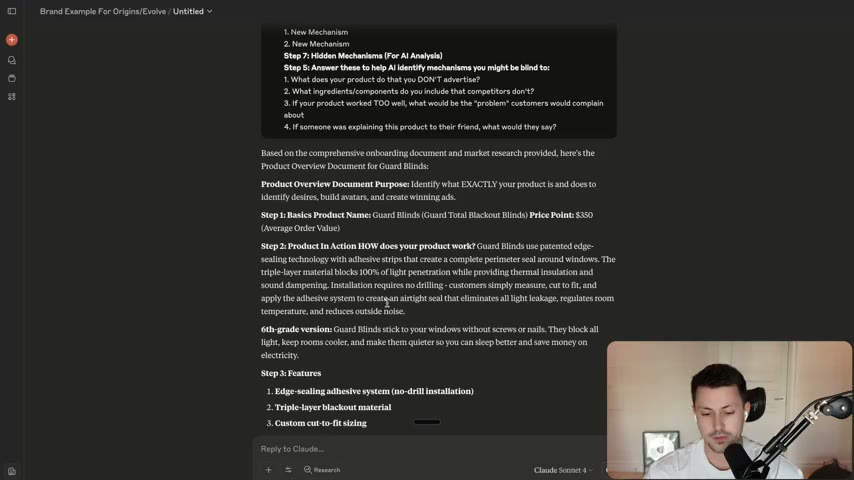 Brand Example For Origins/Evolve / Untitled
1. New Mechanism
2. New Mechanism
Step 7: Hidden Mechanisms (For AI Analysis)
Step 5: Answer these to help AI identify mechanisms you might be blind to:
1. What does your product do that you DON'T advertise?
2. What ingredients/components do you include that competitors don't?
3. If your product worked TOO well, what would be the "problem" customers would complain
about
4. If someone was explaining this product to their friend, what would they say?
Based on the comprehensive onboarding document and market research provided, here's the
Product Overview Document for Guard Blinds:
Product Overview Document Purpose: Identify what EXACTLY your product is and does to
identify desires, build avatars, and create winning ads.
Step 1: Basics Product Name: Guard Blinds (Guard Total Blackout Blinds) Price Point: $350
(Average Order Value)
Step 2: Product In Action HOW does your product work? Guard Blinds use patented edge-
sealing technology with adhesive strips that create a complete perimeter seal around windows. The
triple-layer material blocks 100% of light penetration while providing thermal insulation and
sound dampening. Installation requires no drilling - customers simply measure, cut to fit, and
apply the adhesive system to create an airtight seal that eliminates all light leakage, regulates room
temperature, and reduces outside noise.
6th-grade version: Guard Blinds stick to your windows without screws or nails. They block all
light, keep rooms cooler, and make them quieter so you can sleep better and save money on
electricity.
Step 3: Features
1. Edge-sealing adhesive system (no-drill installation)
2. Triple-layer blackout material
3. Custom cut-to-fit sizing
Reply to Claude...
Research
Claude Sonnet 4